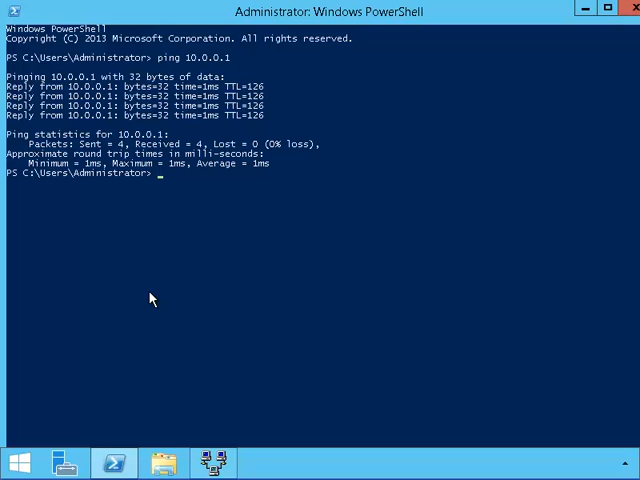 Administrator: Windows PowerShell
Windows PowerShell
Copyright (C) 2013 Microsoft Corporation. All rights reserved.
PS C:\Users\Administrator> ping 10.0.0.1
Pinging 10.0.0.1 with 32 bytes of data:
Reply from 10.0.0.1: bytes=32 time=1ms TTL=126
Reply from 10.0.0.1: bytes=32 time=1ms TTL=126
Reply from 10.0.0.1: bytes=32 time=1ms TTL=126
Reply from 10.0.0.1: bytes=32 time=1ms TTL=126
Ping statistics for 10.0.0.1:
Packets: Sent = 4, Received = 4, Lost = 0 (0% loss),
Approximate round trip times in milli-seconds:
Minimum = 1ms, Maximum = 1ms, Average = 1ms
PS C:\Users\Administrator> _